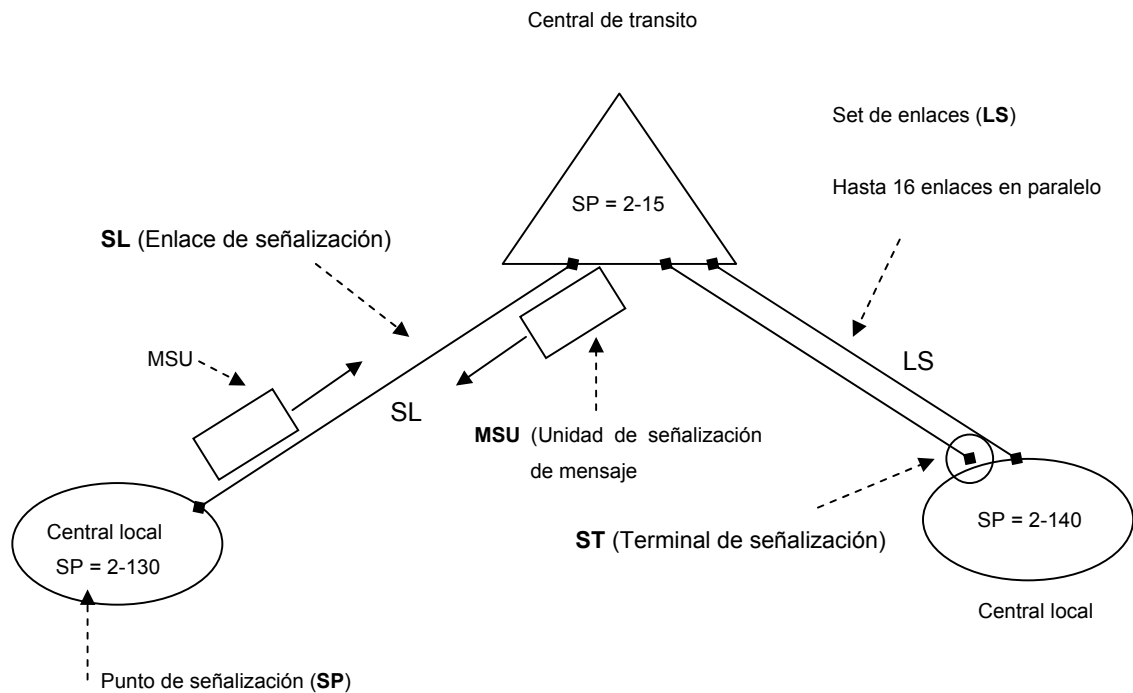 Central de transito
Set de enlaces (LS)
Hasta 16 enlaces en paralelo
SP = 2-15
SL (Enlace de señalización)
MSU
SL
LS
MSU (Unidad de señalización
de mensaje
ST (Terminal de señalización)
Central local
SP = 2-130
SP = 2-140
Central local
Punto de señalización (SP)